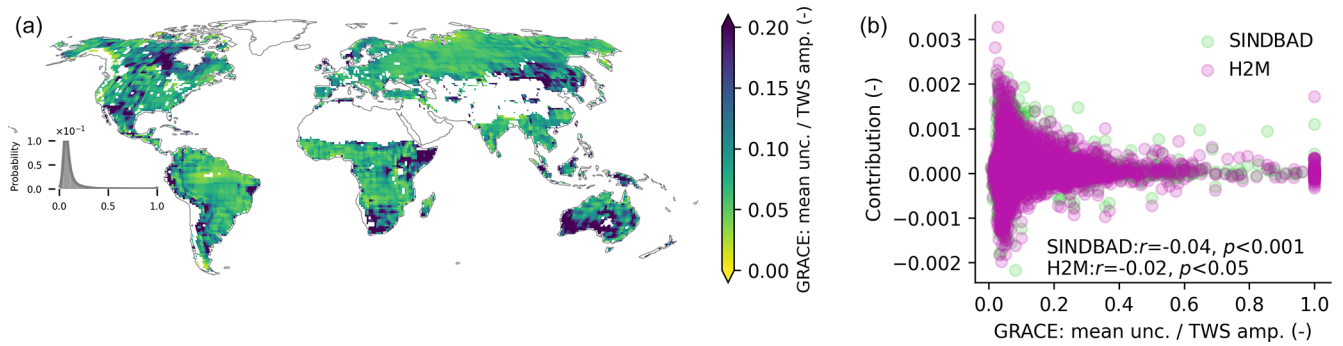 (a)
×10⁻¹
1.0
0.5
0.0
Probability
0.0 0.5 1.0
0.20
0.15
0.10
0.05
0.00
GRACE: mean unc. / TWS amp. (-)
(b)
SINDBAD
H2M
0.003
0.002
0.001
0.000
−0.001
−0.002
Contribution (-)
SINDBAD:r=-0.04, p<0.001
H2M:r=-0.02, p<0.05
0.0 0.2 0.4 0.6 0.8 1.0
GRACE: mean unc. / TWS amp. (-)